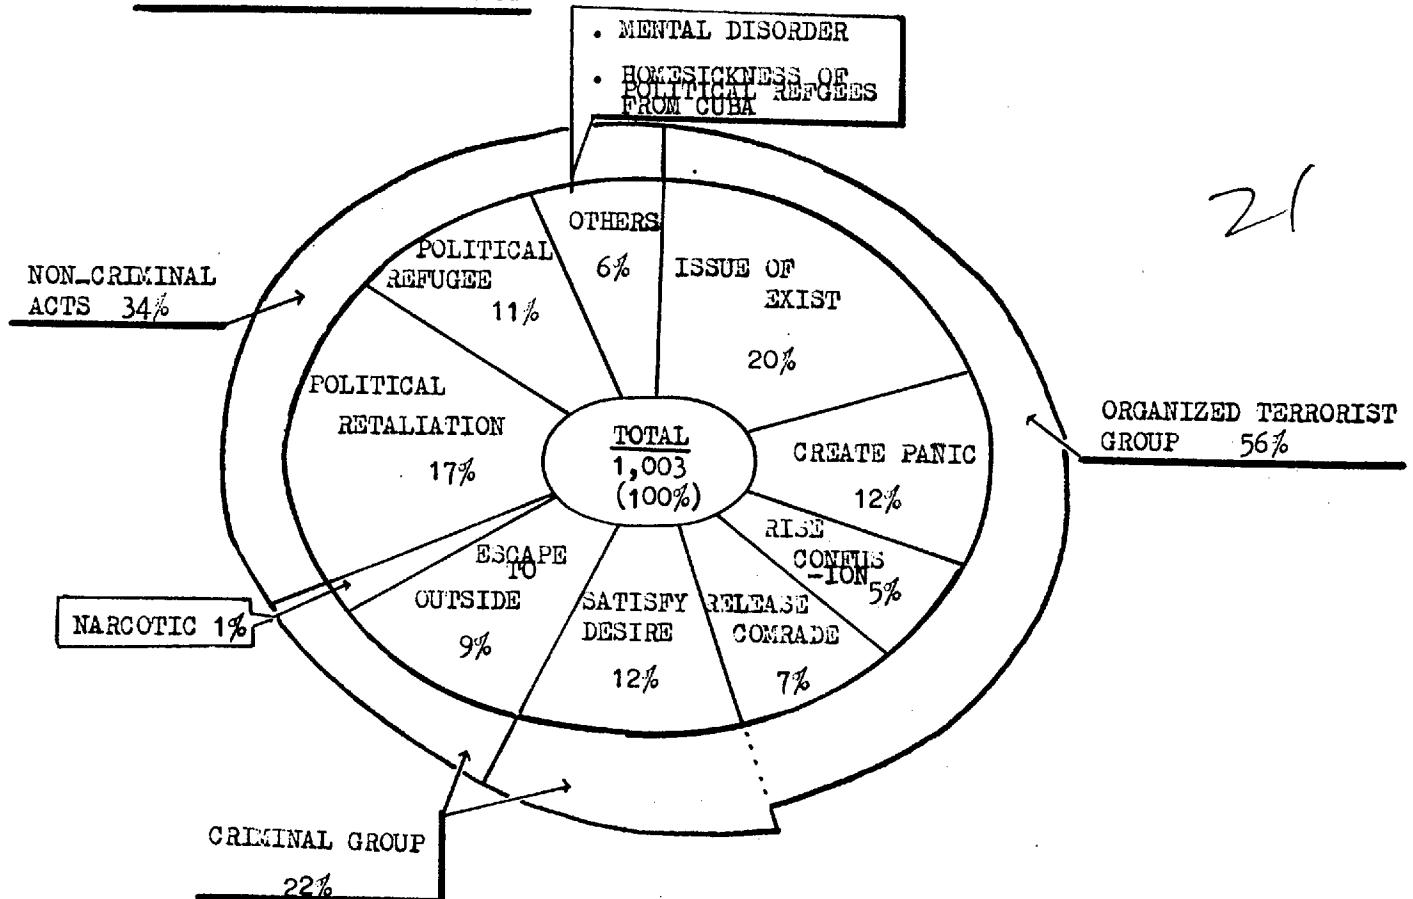 • MENTAL DISORDER
• HOMESICKNESS OF
POLITICAL REFGEES
FROM CUBA
21
OTHERS
6%
POLITICAL
REFUGEE
11%
ISSUE OF
EXIST
20%
NON-CRIMINAL
ACTS 34%
POLITICAL
RETALIATION
17%
TOTAL
1,003
(100%)
CREATE PANIC
12%
ORGANIZED TERRORIST
GROUP 56%
RISE
CONFUS
-ION
5%
ESCAPE
TO
OUTSIDE
9%
SATISFY
DESIRE
12%
RELEASE
COMRADE
7%
NARCOTIC 1%
CRIMINAL GROUP
22%